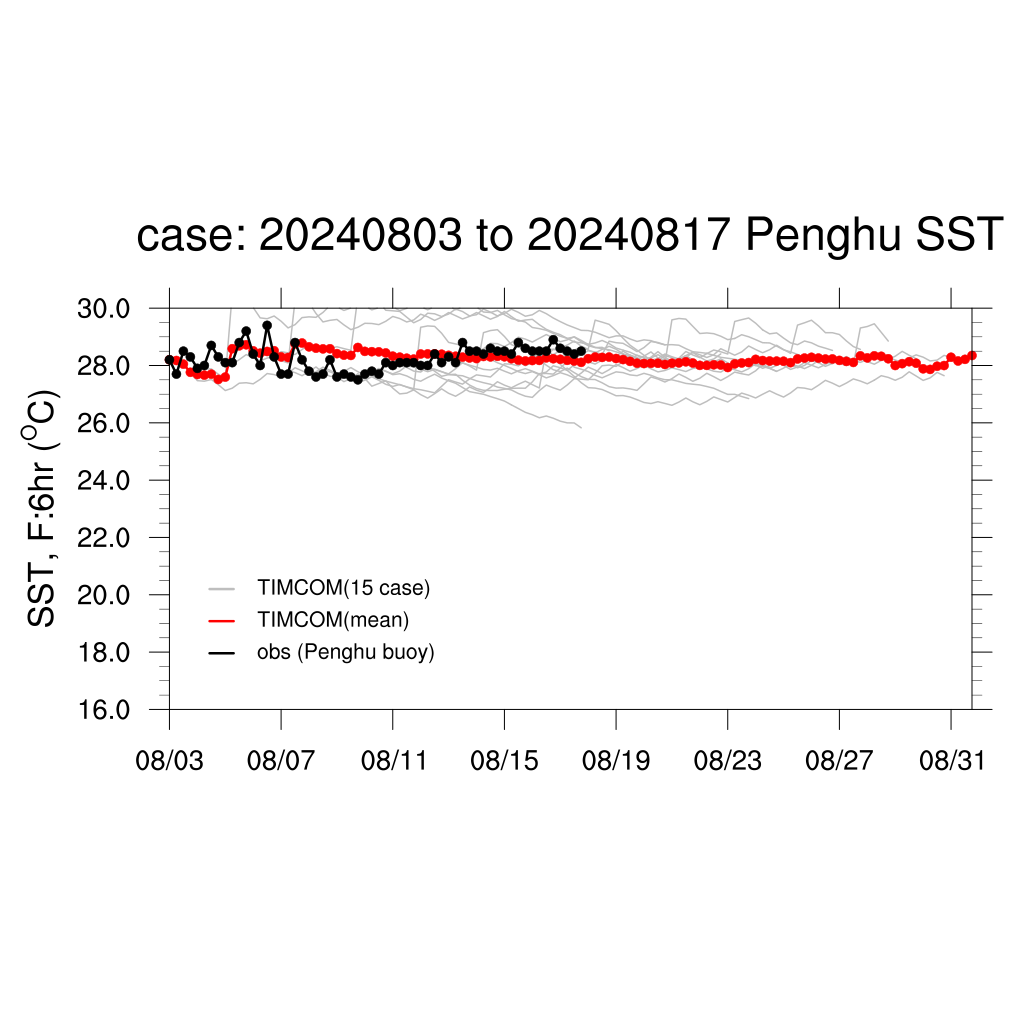 case: 20240803 to 20240817 Penghu SST
30.0
28.0
26.0
24.0
22.0
20.0
18.0
16.0
SST, F:6hr (°C)
TIMCOM(15 case)
TIMCOM(mean)
obs (Penghu buoy)
08/03 08/07 08/11 08/15 08/19 08/23 08/27 08/31